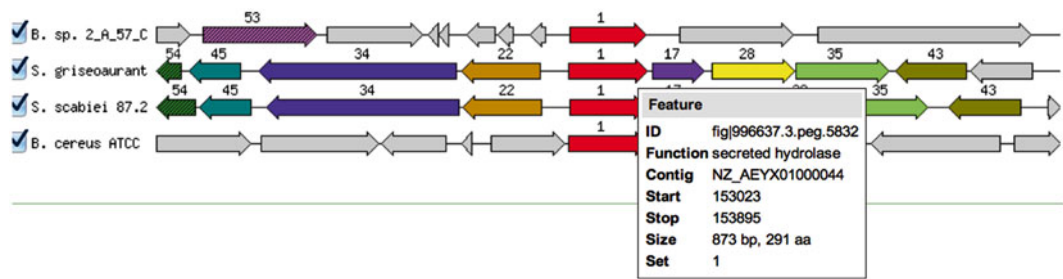 53 1
B. sp. 2_A_57_C
54 45 34 22 1 17 28 35 43
S. griseoaurant
54 45 34 22 1 35 43
S. scabiei 87.2
1
B. cereus ATCC
Feature
ID fig|996637.3.peg.5832
Function secreted hydrolase
Contig NZ_AEYX01000044
Start 153023
Stop 153895
Size 873 bp, 291 aa
Set 1